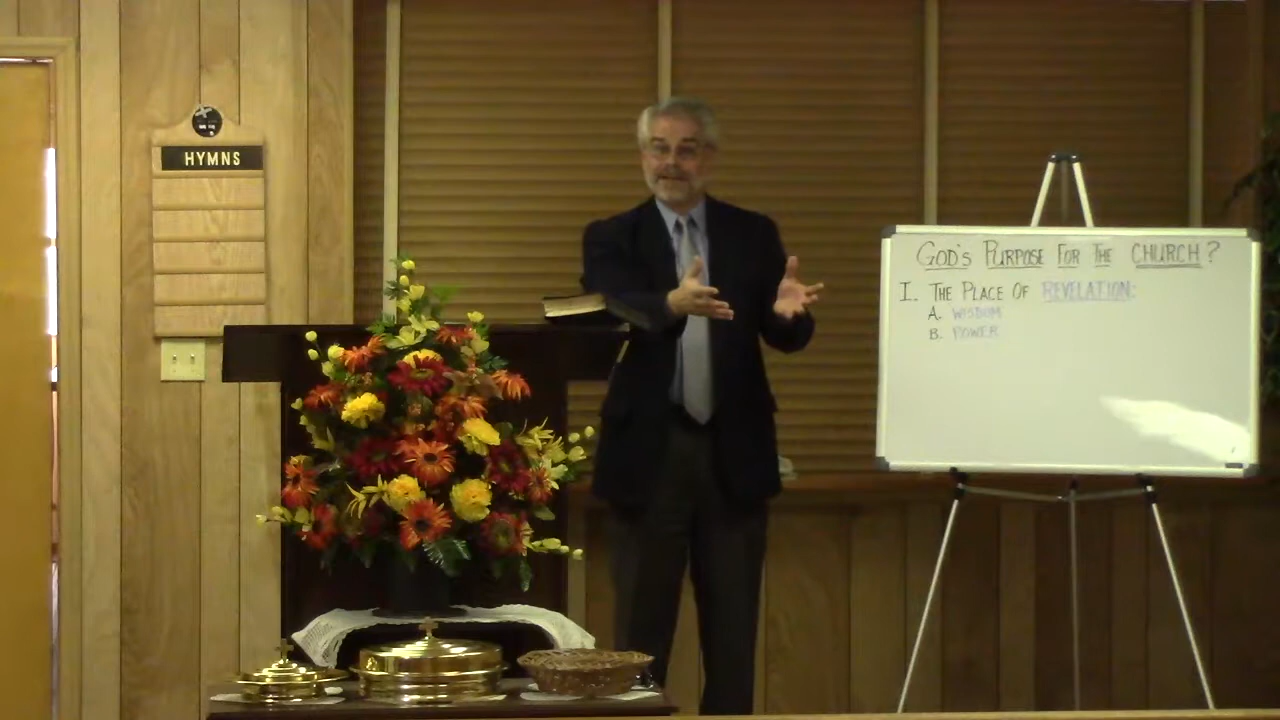 HYMNS
GOD'S PURPOSE FOR THE CHURCH?
I. THE PLACE OF REVELATION:
A. WISDOM
B. POWER